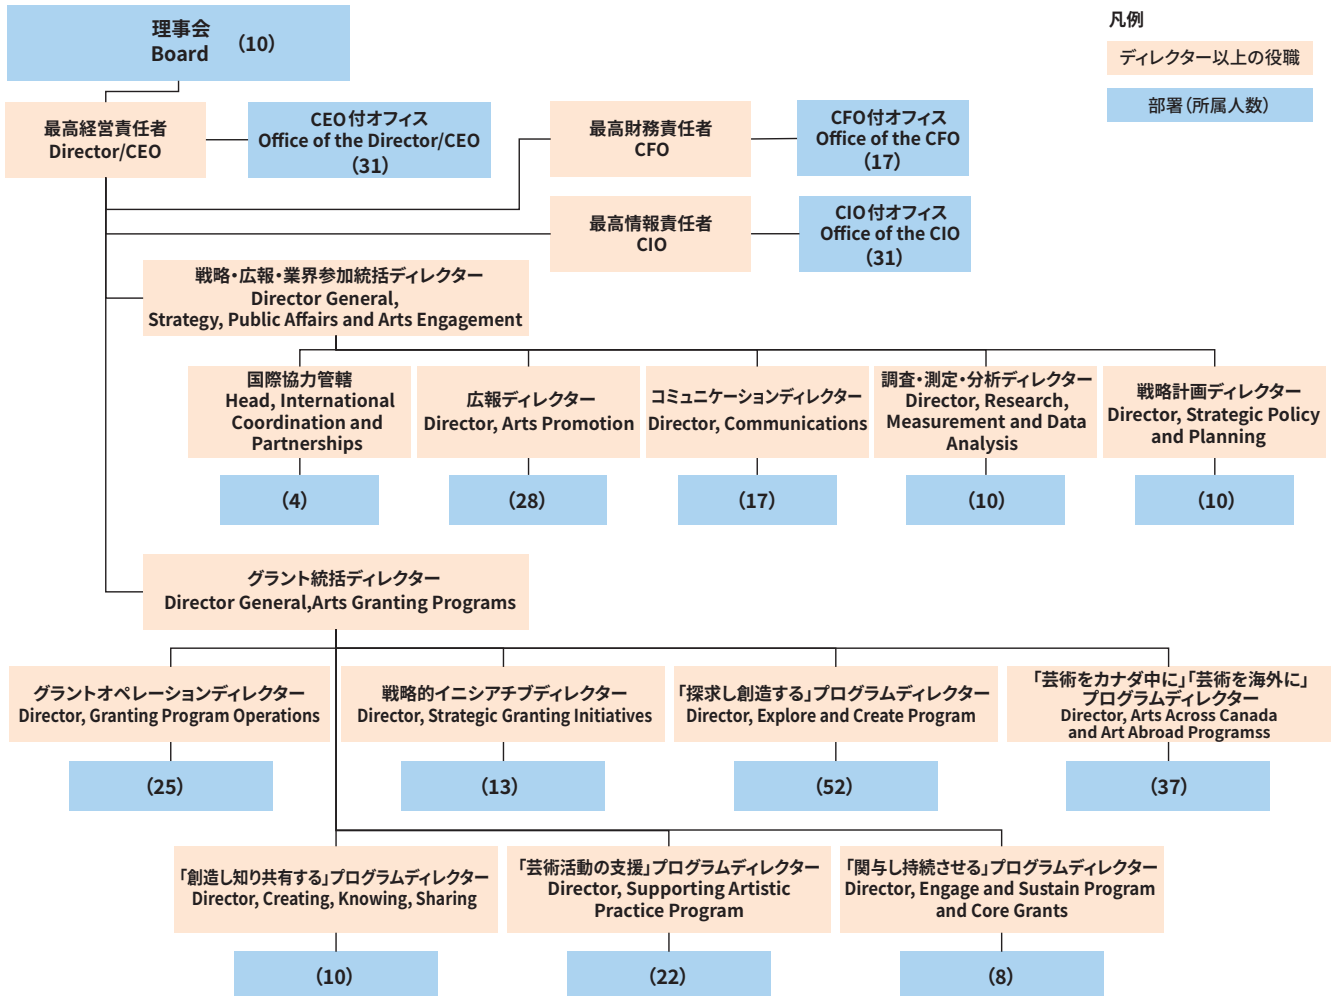 理事会
Board
（10）
凡例
ディレクター以上の役職
部署（所属人数）
最高経営責任者
Director/CEO
CEO付オフィス
Office of the Director/CEO
（31）
最高財務責任者
CFO
CFO付オフィス
Office of the CFO
（17）
最高情報責任者
CIO
CIO付オフィス
Office of the CIO
（31）
戦略・広報・業界参加統括ディレクター
Director General,
Strategy, Public Affairs and Arts Engagement
国際協力管轄
Head, International
Coordination and
Partnerships
広報ディレクター
Director, Arts Promotion
コミュニケーションディレクター
Director, Communications
調査・測定・分析ディレクター
Director, Research,
Measurement and Data
Analysis
戦略計画ディレクター
Director, Strategic Policy
and Planning
（4）
（28）
（17）
（10）
（10）
グラント統括ディレクター
Director General,Arts Granting Programs
グラントオペレーションディレクター
Director, Granting Program Operations
戦略的イニシアチブディレクター
Director, Strategic Granting Initiatives
「探求し創造する」プログラムディレクター
Director, Explore and Create Program
「芸術をカナダ中に」「芸術を海外に」
プログラムディレクター
Director, Arts Across Canada
and Art Abroad Programss
（25）
（13）
（52）
（37）
「創造し知り共有する」プログラムディレクター
Director, Creating, Knowing, Sharing
「芸術活動の支援」プログラムディレクター
Director, Supporting Artistic
Practice Program
「関与し持続させる」プログラムディレクター
Director, Engage and Sustain Program
and Core Grants
（10）
（22）
（8）